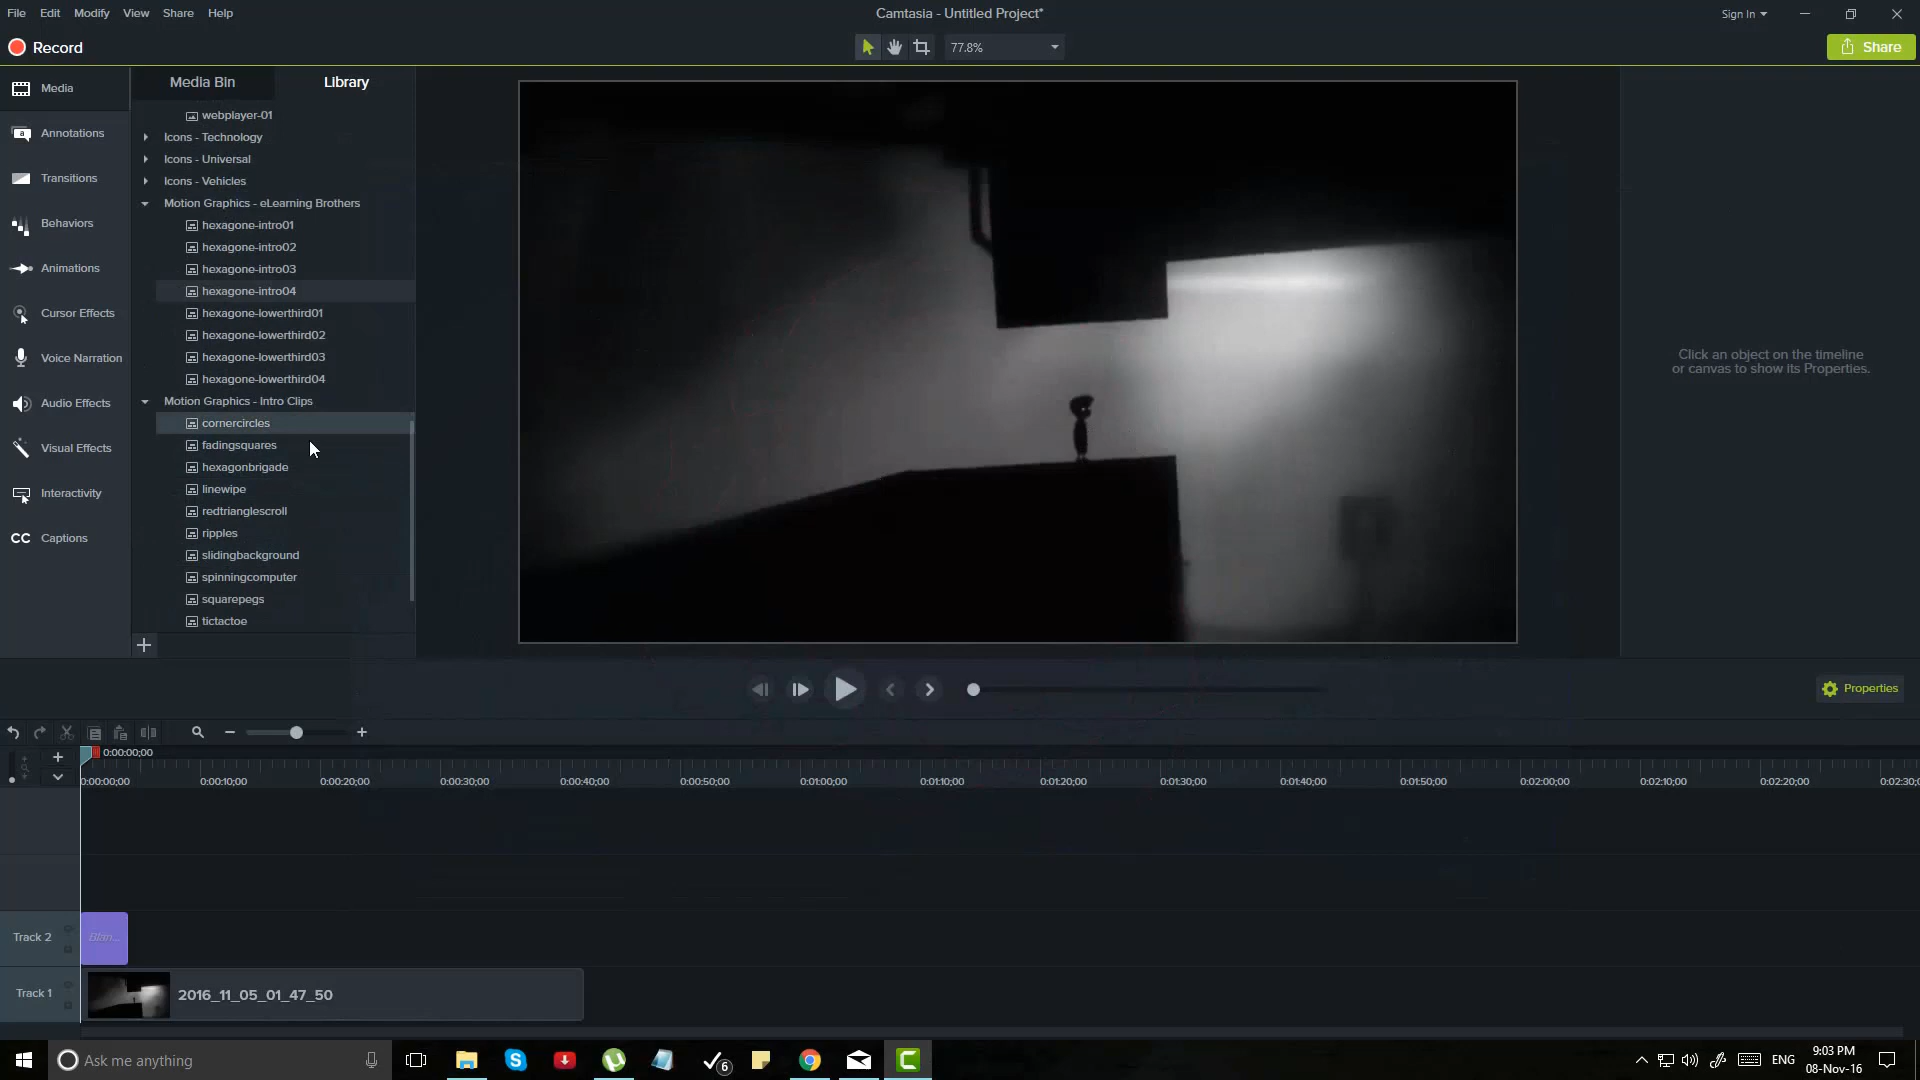 File Edit Modify View Share Help
Camtasia - Untitled Project*
Sign In
Record
77.8%
Share
Media
Annotations
Transitions
Behaviors
Animations
Cursor Effects
Voice Narration
Audio Effects
Visual Effects
Interactivity
CC Captions
Media Bin Library
webplayer-01
Icons - Technology
Icons - Universal
Icons - Vehicles
Motion Graphics - eLearning Brothers
hexagone-intro01
hexagone-intro02
hexagone-intro03
hexagone-intro04
hexagone-lowerthird01
hexagone-lowerthird02
hexagone-lowerthird03
hexagone-lowerthird04
Motion Graphics - Intro Clips
cornercircles
fadingsquares
hexagonbrigade
linewipe
redtrianglescroll
ripples
slidingbackground
spinningcomputer
squarepegs
tictactoe
Click an object on the timeline
or canvas to show its Properties.
Properties
0:00:00;00
0:00:00;00 0:00:10;00 0:00:20;00 0:00:30;00 0:00:40;00 0:00:50;00 0:01:00;00 0:01:10;00 0:01:20;00 0:01:30;00 0:01:40;00 0:01:50;00 0:02:00;00 0:02:10;00 0:02:20;00 0:02:30;0
Track 2
Blan...
Track 1
2016_11_05_01_47_50
Ask me anything
6
ENG
9:03 PM
08-Nov-16